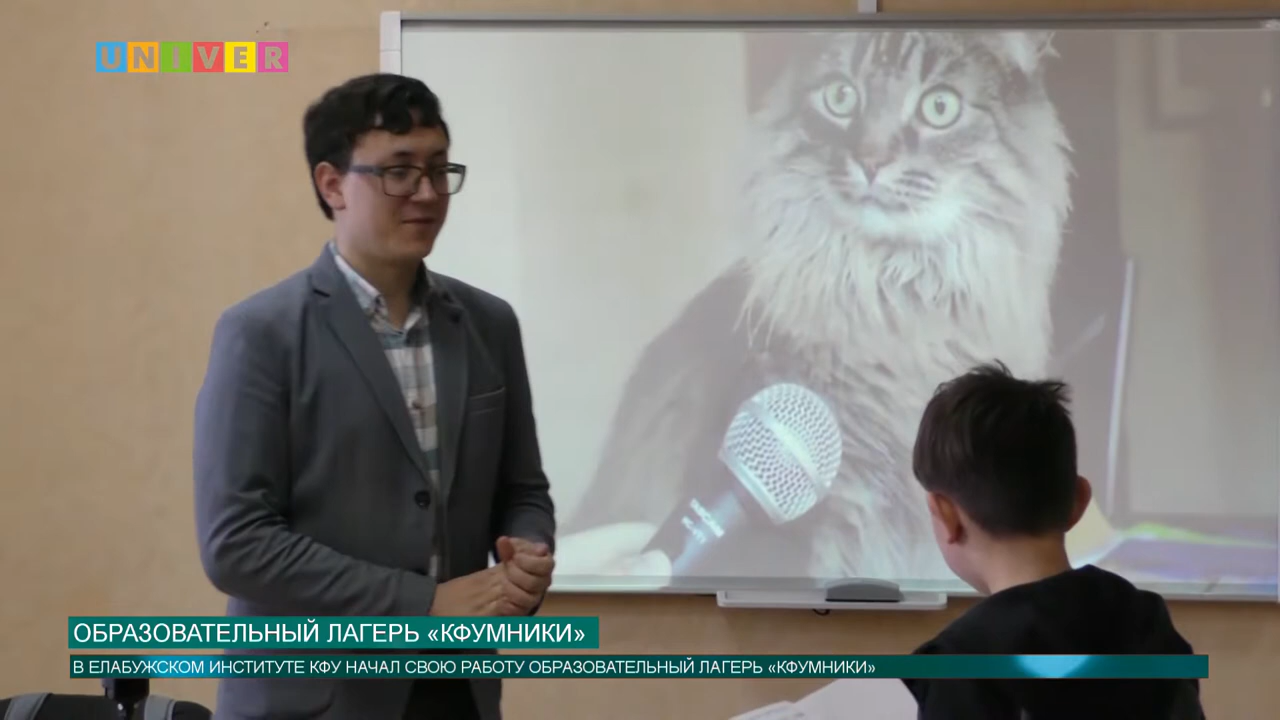 UNIVER
ОБРАЗОВАТЕЛЬНЫЙ ЛАГЕРЬ «КФУМНИКИ»
В ЕЛАБУЖСКОМ ИНСТИТУТЕ КФУ НАЧАЛ СВОЮ РАБОТУ ОБРАЗОВАТЕЛЬНЫЙ ЛАГЕРЬ «КФУМНИКИ»